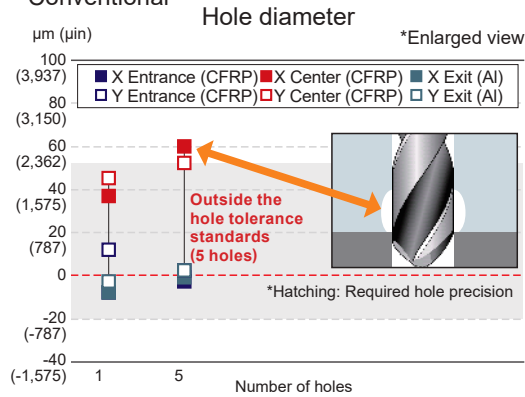 Conventional
Hole diameter
µm (µin)
*Enlarged view
100
(3,937)
X Entrance (CFRP) X Center (CFRP) X Exit (Al)
Y Entrance (CFRP) Y Center (CFRP) Y Exit (Al)
80
(3,150)
60
(2,362)
40
(1,575)
Outside the
hole tolerance
standards
(5 holes)
20
(787)
0
*Hatching: Required hole precision
-20
(-787)
-40
(-1,575)
1 5
Number of holes